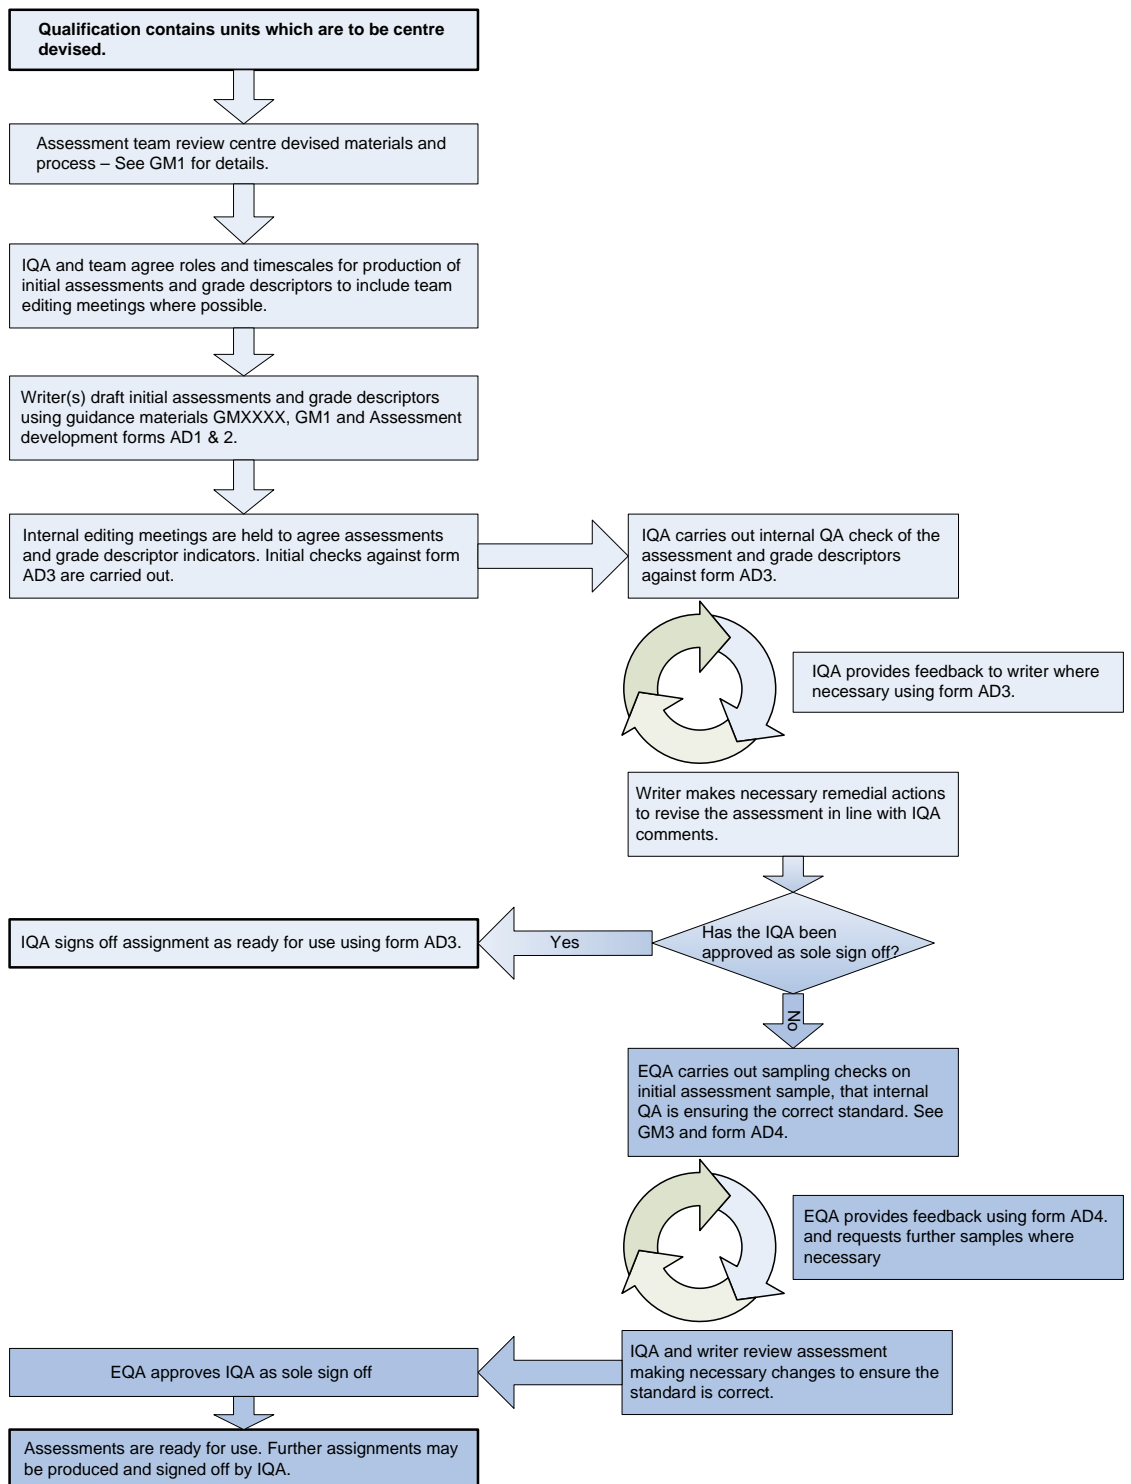 Qualification contains units which are to be centre
devised.
Assessment team review centre devised materials and
process – See GM1 for details.
IQA and team agree roles and timescales for production of
initial assessments and grade descriptors to include team
editing meetings where possible.
Writer(s) draft initial assessments and grade descriptors
using guidance materials GMXXXX, GM1 and Assessment
development forms AD1 & 2.
Internal editing meetings are held to agree assessments
and grade descriptor indicators. Initial checks against form
AD3 are carried out.
IQA carries out internal QA check of the
assessment and grade descriptors
against form AD3.
IQA provides feedback to writer where
necessary using form AD3.
Writer makes necessary remedial actions
to revise the assessment in line with IQA
comments.
Has the IQA been
approved as sole sign off?
Yes
IQA signs off assignment as ready for use using form AD3.
No
EQA carries out sampling checks on
initial assessment sample, that internal
QA is ensuring the correct standard. See
GM3 and form AD4.
EQA provides feedback using form AD4.
and requests further samples where
necessary
IQA and writer review assessment
making necessary changes to ensure the
standard is correct.
EQA approves IQA as sole sign off
Assessments are ready for use. Further assignments may
be produced and signed off by IQA.